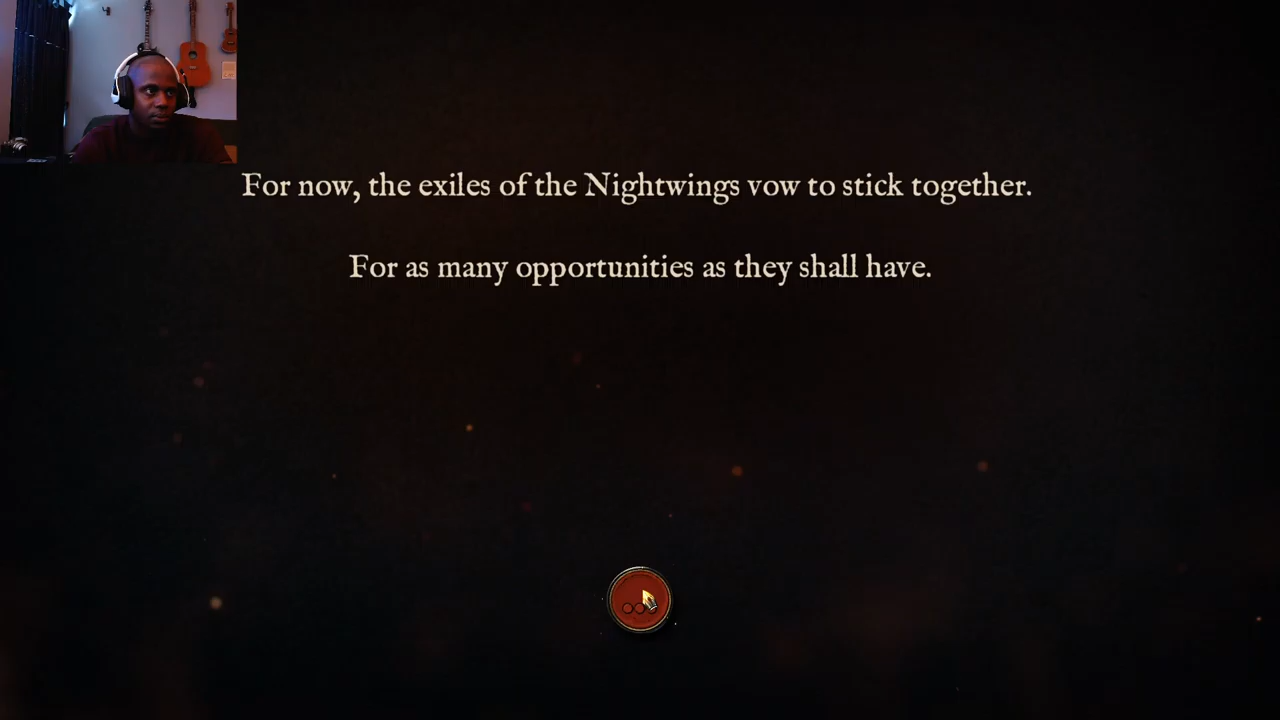 For now, the exiles of the Nightwings vow to stick together.
For as many opportunities as they shall have.